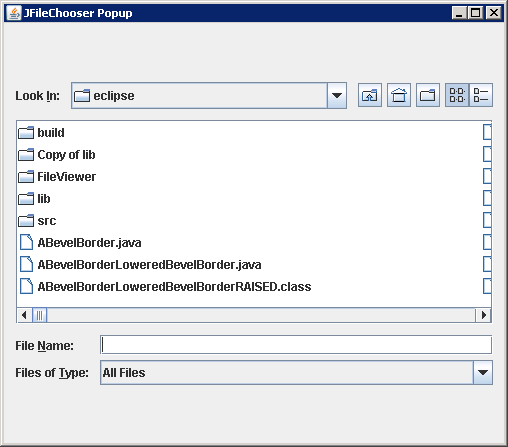 JFileChooser Popup
Look In: eclipse
build
Copy of lib
FileViewer
lib
src
ABevelBorder.java
ABevelBorderLoweredBevelBorder.java
ABevelBorderLoweredBevelBorderRAISED.class
File Name:
Files of Type: All Files